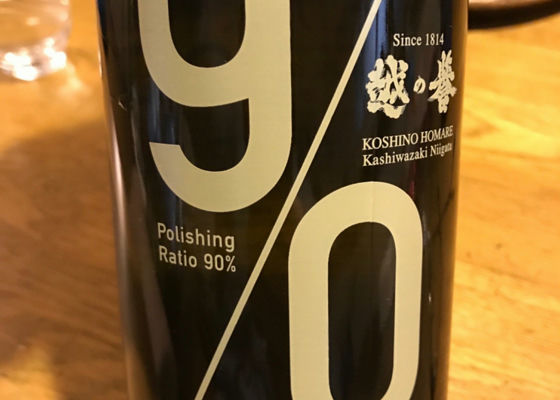 9/0
Since 1814
越の誉
KOSHINO HOMARE
Kashiwazaki Niigata
Polishing
Ratio 90%